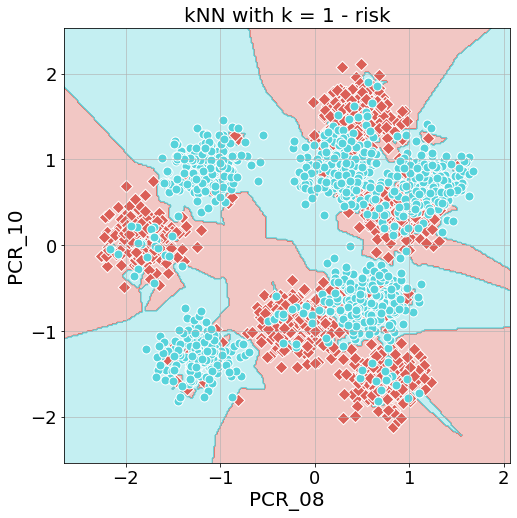 kNN with k = 1 - risk
PCR_10
2
1
0
−1
−2
−2 −1 0 1 2
PCR_08